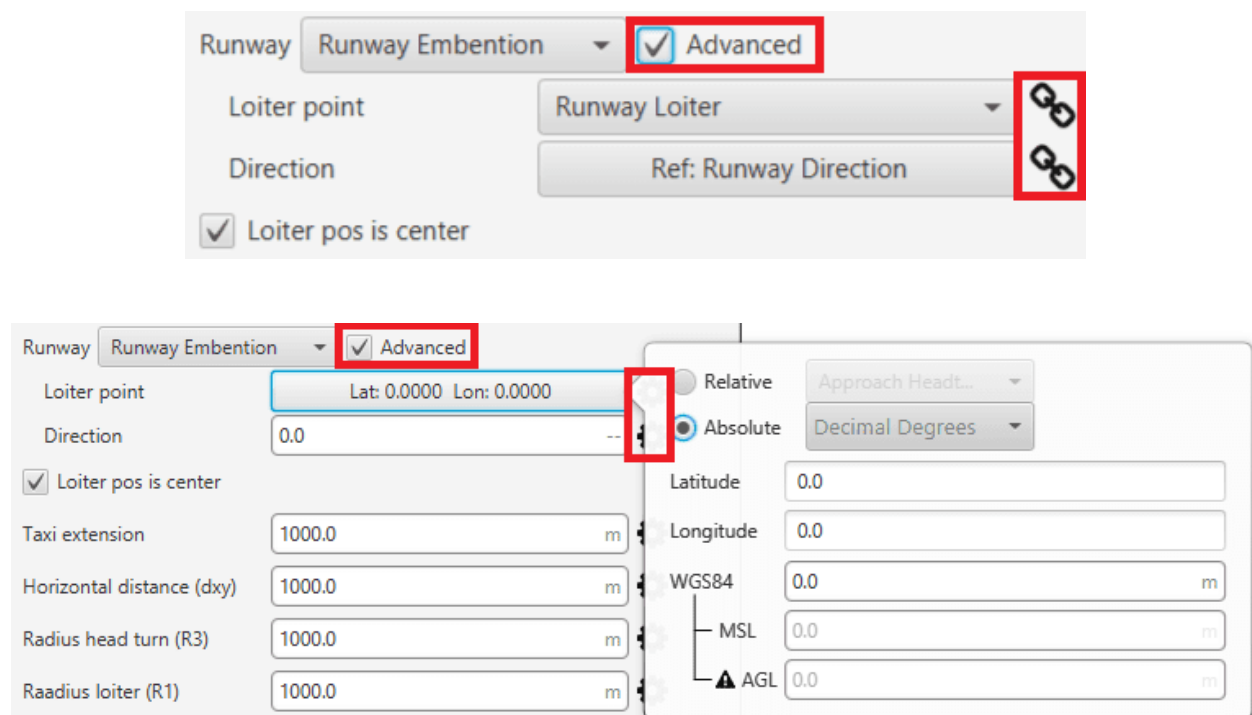 Runway Runway Embention Advanced
Loiter point Runway Loiter
Direction Ref: Runway Direction
Loiter pos is center
Runway Runway Embention Advanced
Loiter point Lat: 0.0000 Lon: 0.0000
Direction 0.0 --
Loiter pos is center
Taxi extension 1000.0 m
Horizontal distance (dxy) 1000.0 m
Radius head turn (R3) 1000.0 m
Raadius loiter (R1) 1000.0 m
Relative Approach Headt...
Absolute Decimal Degrees
Latitude 0.0
Longitude 0.0
WGS84 0.0 m
MSL 0.0 m
AGL 0.0 m